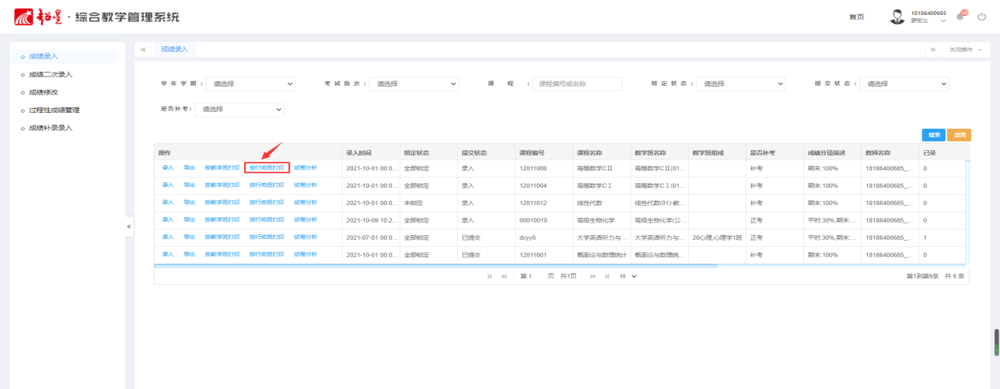 超星 · 综合教学管理系统
首页 18186400685 罗宏义 58
成绩录入
成绩二次录入
成绩修改
过程性成绩管理
成绩补录录入
成绩录入 关闭操作
学年学期： 请选择 考试批次： 请选择 课程： 课程编号或名称 锁定状态： 请选择 提交状态： 请选择
是否补考： 请选择
搜索 重置
操作 录入时间 锁定状态 提交状态 课程编号 课程名称 教学班名称 教学班组成 是否补考 成绩分项描述 教师名称 已录
录入 导出 按教学班打印 按行政班打印 试卷分析 2021-10-01 00:0... 全部锁定 录入 12011008 高等数学CⅡ 高等数学CⅡ(01... 补考 期末:100% 18186400685_... 0
录入 导出 按教学班打印 按行政班打印 试卷分析 2021-10-01 00:0... 全部锁定 录入 12011004 高等数学CⅠ 高等数学CⅠ(01... 补考 期末:100% 18186400685_... 0
录入 导出 按教学班打印 按行政班打印 试卷分析 2021-10-01 00:0... 未锁定 录入 12011012 线性代数 线性代数(01)-教... 补考 期末:100% 18186400685_... 0
录入 导出 按教学班打印 按行政班打印 试卷分析 2021-10-09 10:2... 全部锁定 录入 00010010 高级生物化学 高级生物化学(公... 正考 平时:30%,期末:... 18186400685_... 0
录入 导出 按教学班打印 按行政班打印 试卷分析 2021-07-01 00:0... 全部锁定 已提交 dxyy6 大学英语听力与... 大学英语听力与... 20心理,心理学1班 正考 平时:30%,期末:... 18186400685_... 1
录入 导出 按教学班打印 按行政班打印 试卷分析 2021-10-01 00:0... 全部锁定 已提交 12011001 概率论与数理统计 概率论与数理统... 补考 期末:100% 18186400685_... 0
第 1 页 共1页 10 第1到第6条 共 6 条